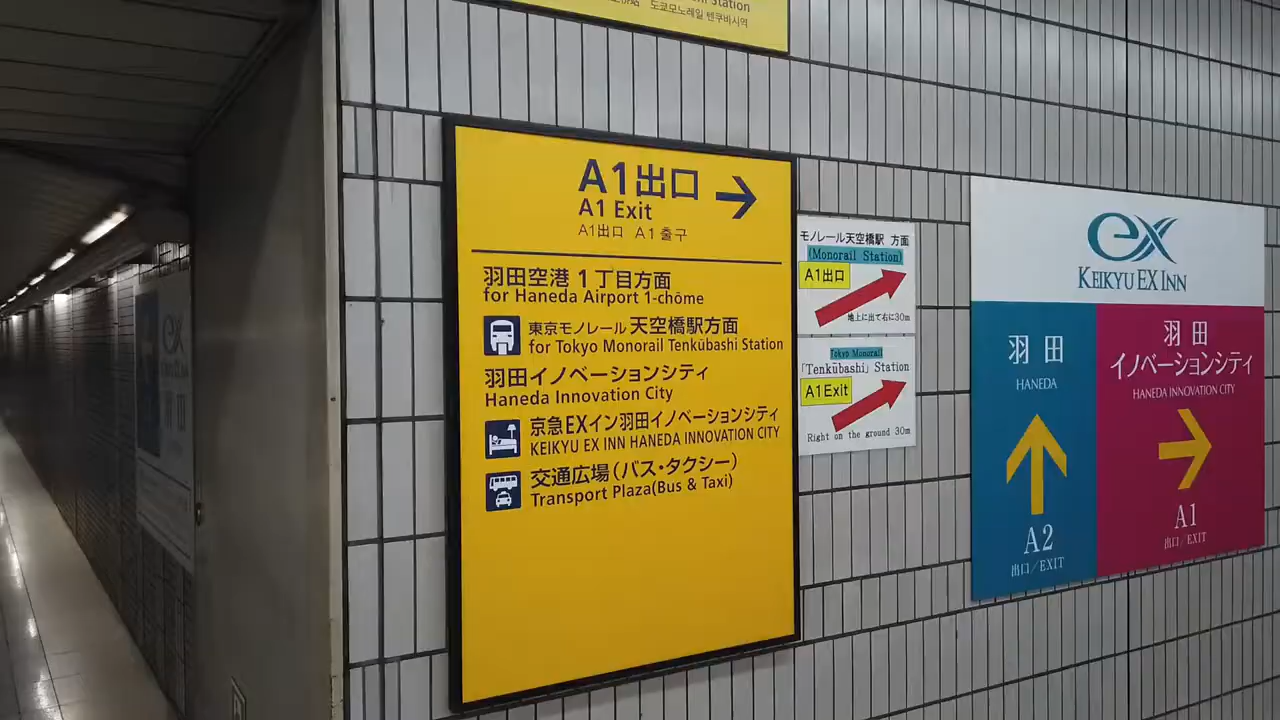 Station
도쿄모노레일 텐쿠바시역
A1出口
A1 Exit
A1出口 A1 출구
羽田空港 1 丁目方面
for Haneda Airport 1-chōme
東京モノレール 天空橋駅方面
for Tokyo Monorail Tenkūbashi Station
羽田イノベーションシティ
Haneda Innovation City
京急EXイン羽田イノベーションシティ
KEIKYU EX INN HANEDA INNOVATION CITY
交通広場(バス・タクシー)
Transport Plaza(Bus & Taxi)
モノレール天空橋駅 方面
(Monorail Station)
A1出口
地上に出て右に30m
Tokyo Monorail
「Tenkūbashi」Station
A1Exit
Right on the ground 30m
ex
KEIKYU EX INN
羽田
HANEDA
A2
出口/EXIT
羽田
イノベーションシティ
HANEDA INNOVATION CITY
A1
出口/EXIT